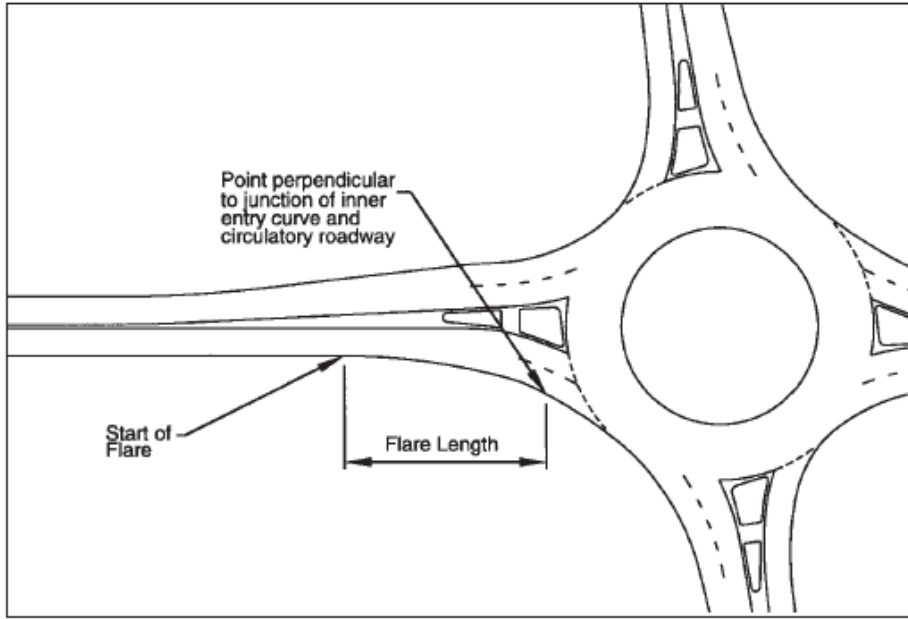 Point perpendicular
to junction of inner
entry curve and
circulatory roadway
Start of
Flare
Flare Length